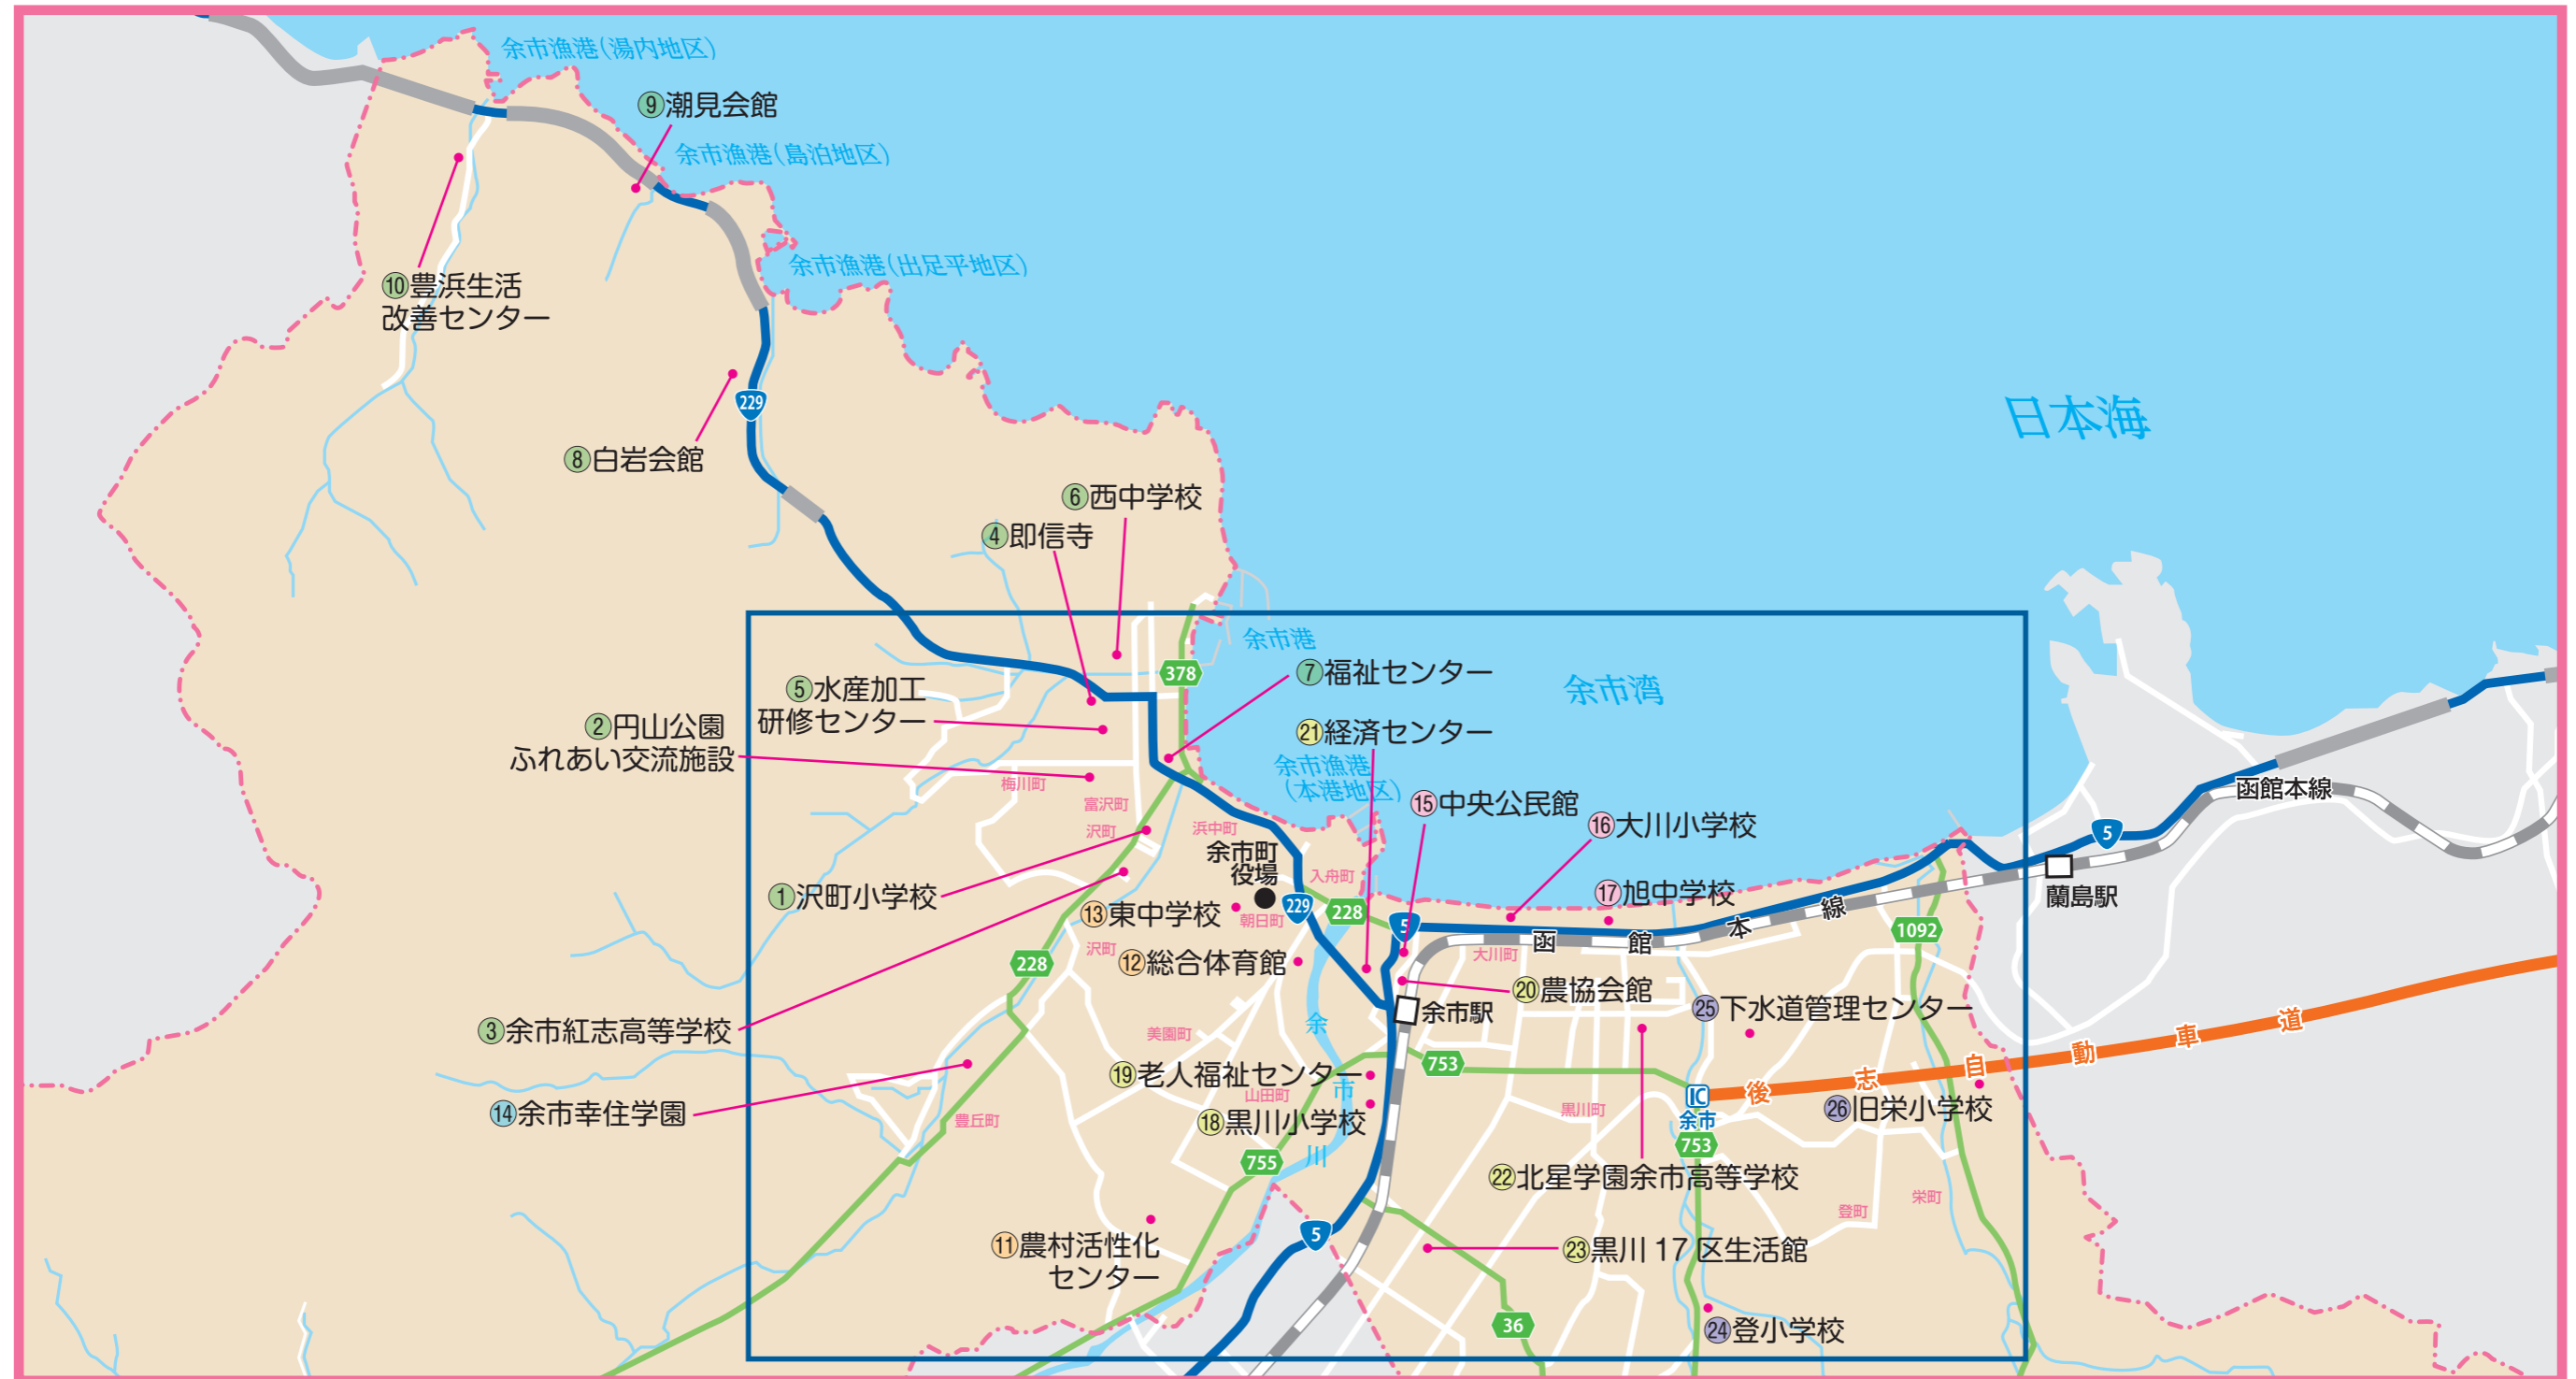 余市漁港(湯内地区)
⑨潮見会館
余市漁港(島泊地区)
余市漁港(出足平地区)
⑩豊浜生活
改善センター
229
⑧白岩会館
日本海
⑥西中学校
④即信寺
余市港
378
⑦福祉センター
⑤水産加工
研修センター
余市湾
②円山公園
ふれあい交流施設
㉑経済センター
余市漁港
(本港地区)
梅川町
富沢町
沢町
浜中町
⑮中央公民館
⑯大川小学校
函館本線
5
余市町
役場
入舟町
①沢町小学校
⑬東中学校
朝日町
229
228
5
⑰旭中学校
蘭島駅
函館本線
1092
沢町
228
⑫総合体育館
大川町
⑳農協会館
余市駅
㉕下水道管理センター
③余市紅志高等学校
美園町
余市川
後志自動車道
753
⑲老人福祉センター
山田町
⑭余市幸住学園
豊丘町
⑱黒川小学校
黒川町
IC
余市
753
㉖旧栄小学校
755
㉒北星学園余市高等学校
登町
栄町
5
⑪農村活性化
センター
㉓黒川 17 区生活館
36
㉔登小学校